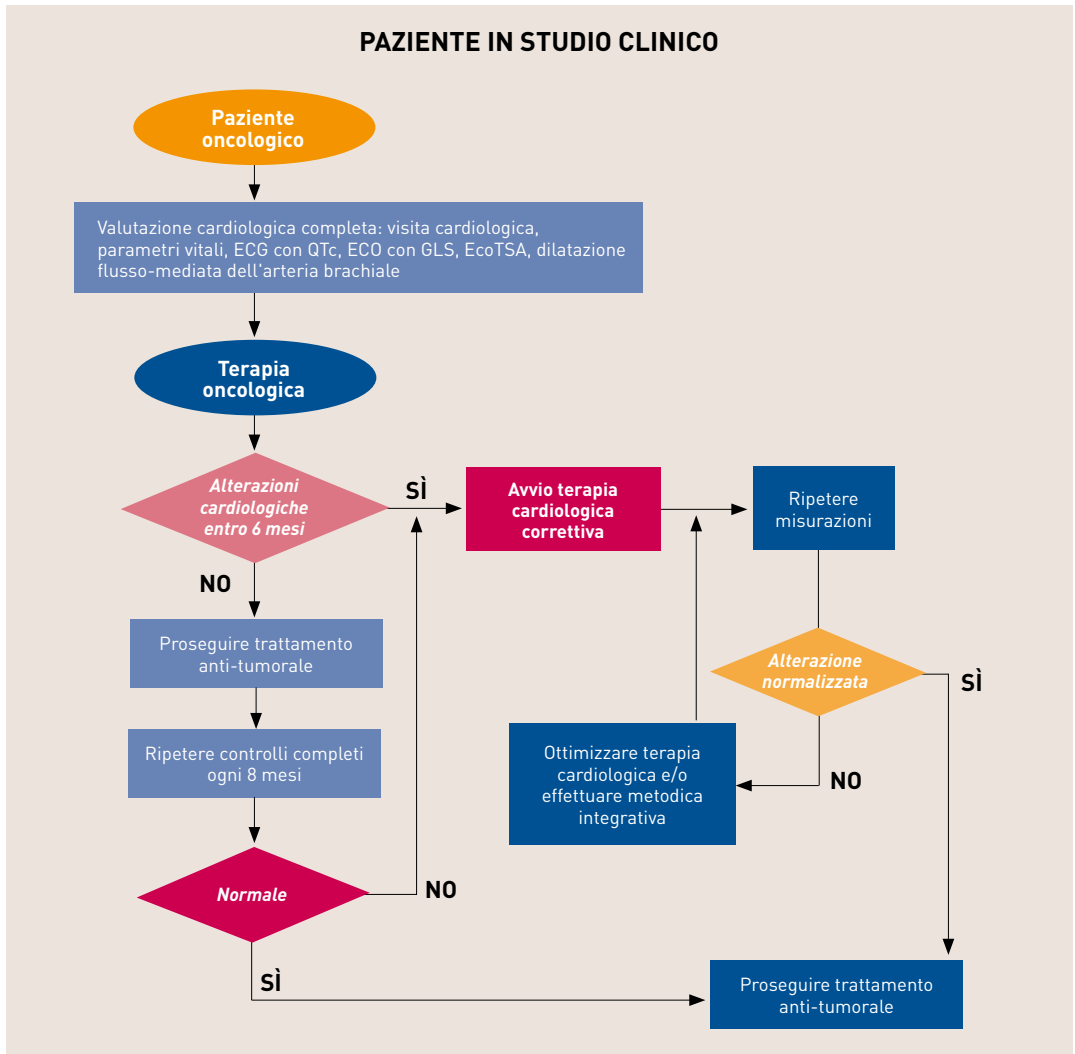 PAZIENTE IN STUDIO CLINICO
Paziente
oncologico
Valutazione cardiologica completa: visita cardiologica,
parametri vitali, ECG con QTc, ECO con GLS, EcoTSA, dilatazione
flusso-mediata dell'arteria brachiale
Terapia
oncologica
Alterazioni
cardiologiche
entro 6 mesi
SÌ
Avvio terapia
cardiologica
correttiva
Ripetere
misurazioni
NO
Proseguire trattamento
anti-tumorale
Alterazione
normalizzata
SÌ
Ripetere controlli completi
ogni 8 mesi
Ottimizzare terapia
cardiologica e/o
effettuare metodica
integrativa
NO
Normale
NO
SÌ
Proseguire trattamento
anti-tumorale